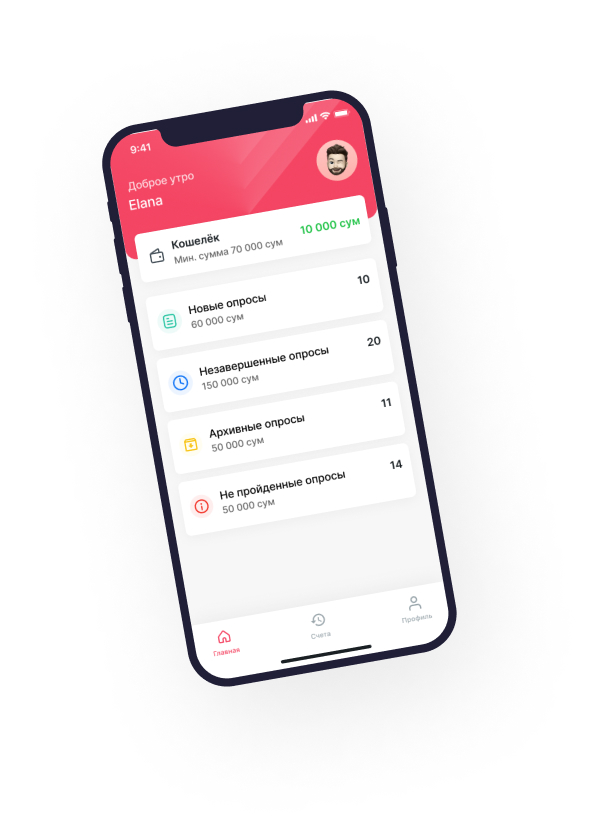 9:41
Доброе утро
Elana
Кошелёк
Мин. сумма 70 000 сум
10 000 сум
Новые опросы
60 000 сум
10
Незавершенные опросы
150 000 сум
20
Архивные опросы
50 000 сум
11
Не пройденные опросы
50 000 сум
14
Главная
Счета
Профиль